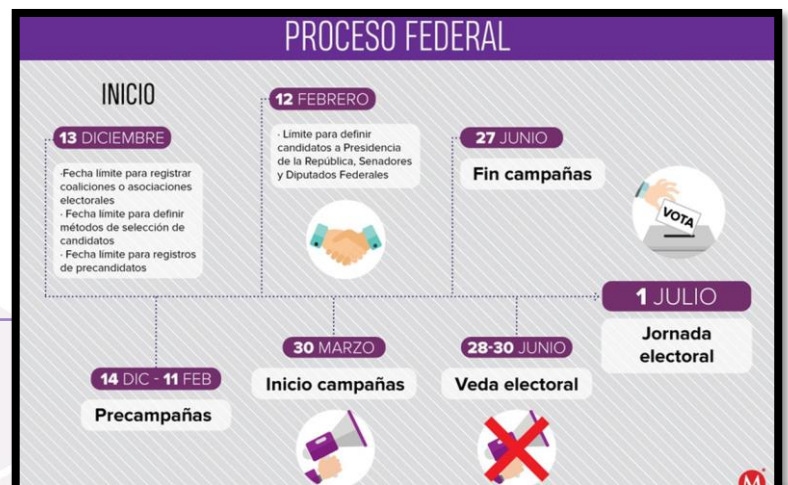 PROCESO FEDERAL
INICIO
13 DICIEMBRE
·Fecha límite para registrar
coaliciones o asociaciones
electorales
· Fecha límite para definir
métodos de selección de
candidatos
· Fecha límite para registros
de precandidatos
14 DIC - 11 FEB
Precampañas
12 FEBRERO
· Límite para definir
candidatos a Presidencia
de la República, Senadores
y Diputados Federales
30 MARZO
Inicio campañas
27 JUNIO
Fin campañas
28-30 JUNIO
Veda electoral
VOTA
1 JULIO
Jornada
electoral
M